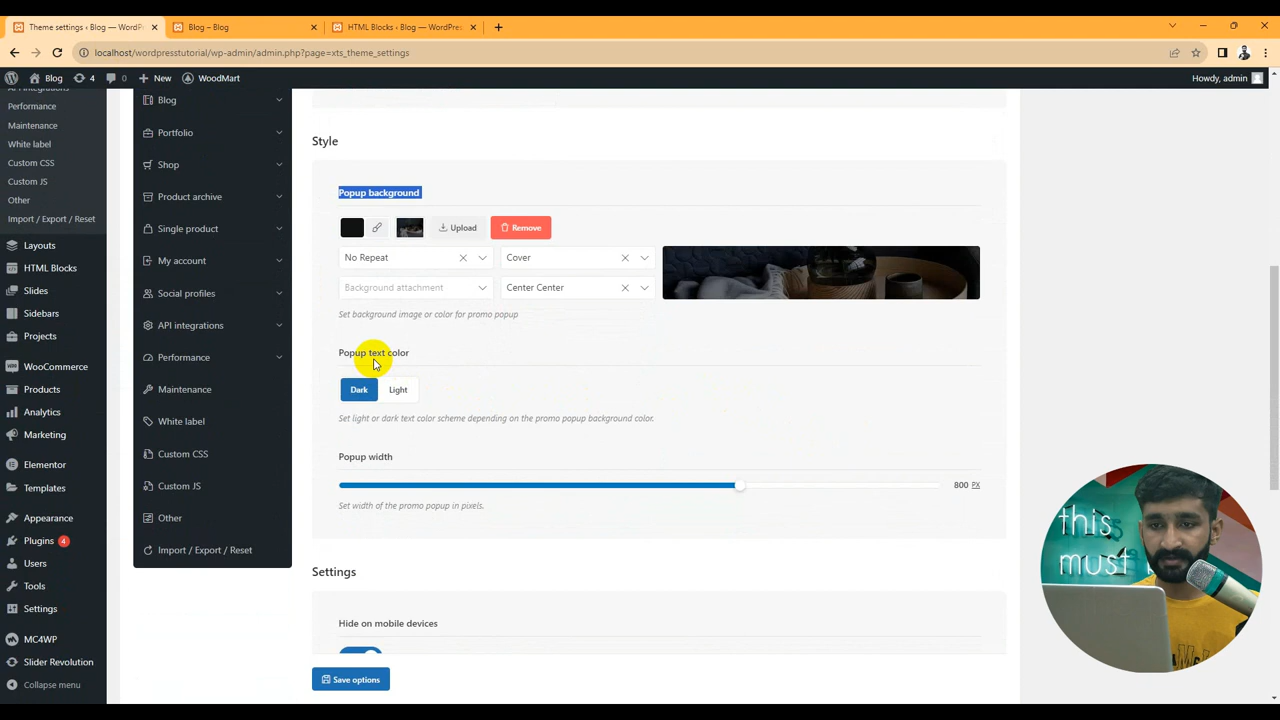 Theme settings ‹ Blog — WordPr
Blog – Blog
HTML Blocks ‹ Blog — WordPres
localhost/wordpresstutorial/wp-admin/admin.php?page=xts_theme_settings
Blog
4
0
New
WoodMart
Howdy, admin
API integrations
Performance
Maintenance
White label
Custom CSS
Custom JS
Other
Import / Export / Reset
Layouts
HTML Blocks
Slides
Sidebars
Projects
WooCommerce
Products
Analytics
Marketing
Elementor
Templates
Appearance
Plugins 4
Users
Tools
Settings
MC4WP
Slider Revolution
Collapse menu
Blog
Portfolio
Shop
Product archive
Single product
My account
Social profiles
API integrations
Performance
Maintenance
White label
Custom CSS
Custom JS
Other
Import / Export / Reset
Style
Popup background
Upload
Remove
No Repeat
Cover
Background attachment
Center Center
Set background image or color for promo popup
Popup text color
Dark
Light
Set light or dark text color scheme depending on the promo popup background color.
Popup width
800 PX
Set width of the promo popup in pixels.
Settings
Hide on mobile devices
Save options
this
must